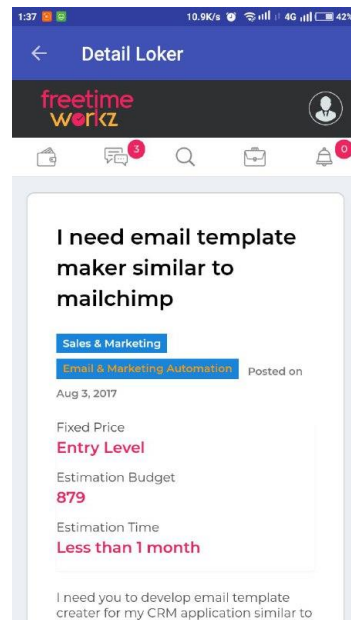 1:37 10.9K/s 4G 42%
Detail Loker
freetime
workz
3
0
I need email template
maker similar to
mailchimp
Sales & Marketing
Email & Marketing Automation Posted on
Aug 3, 2017
Fixed Price
Entry Level
Estimation Budget
879
Estimation Time
Less than 1 month
I need you to develop email template
creater for my CRM application similar to